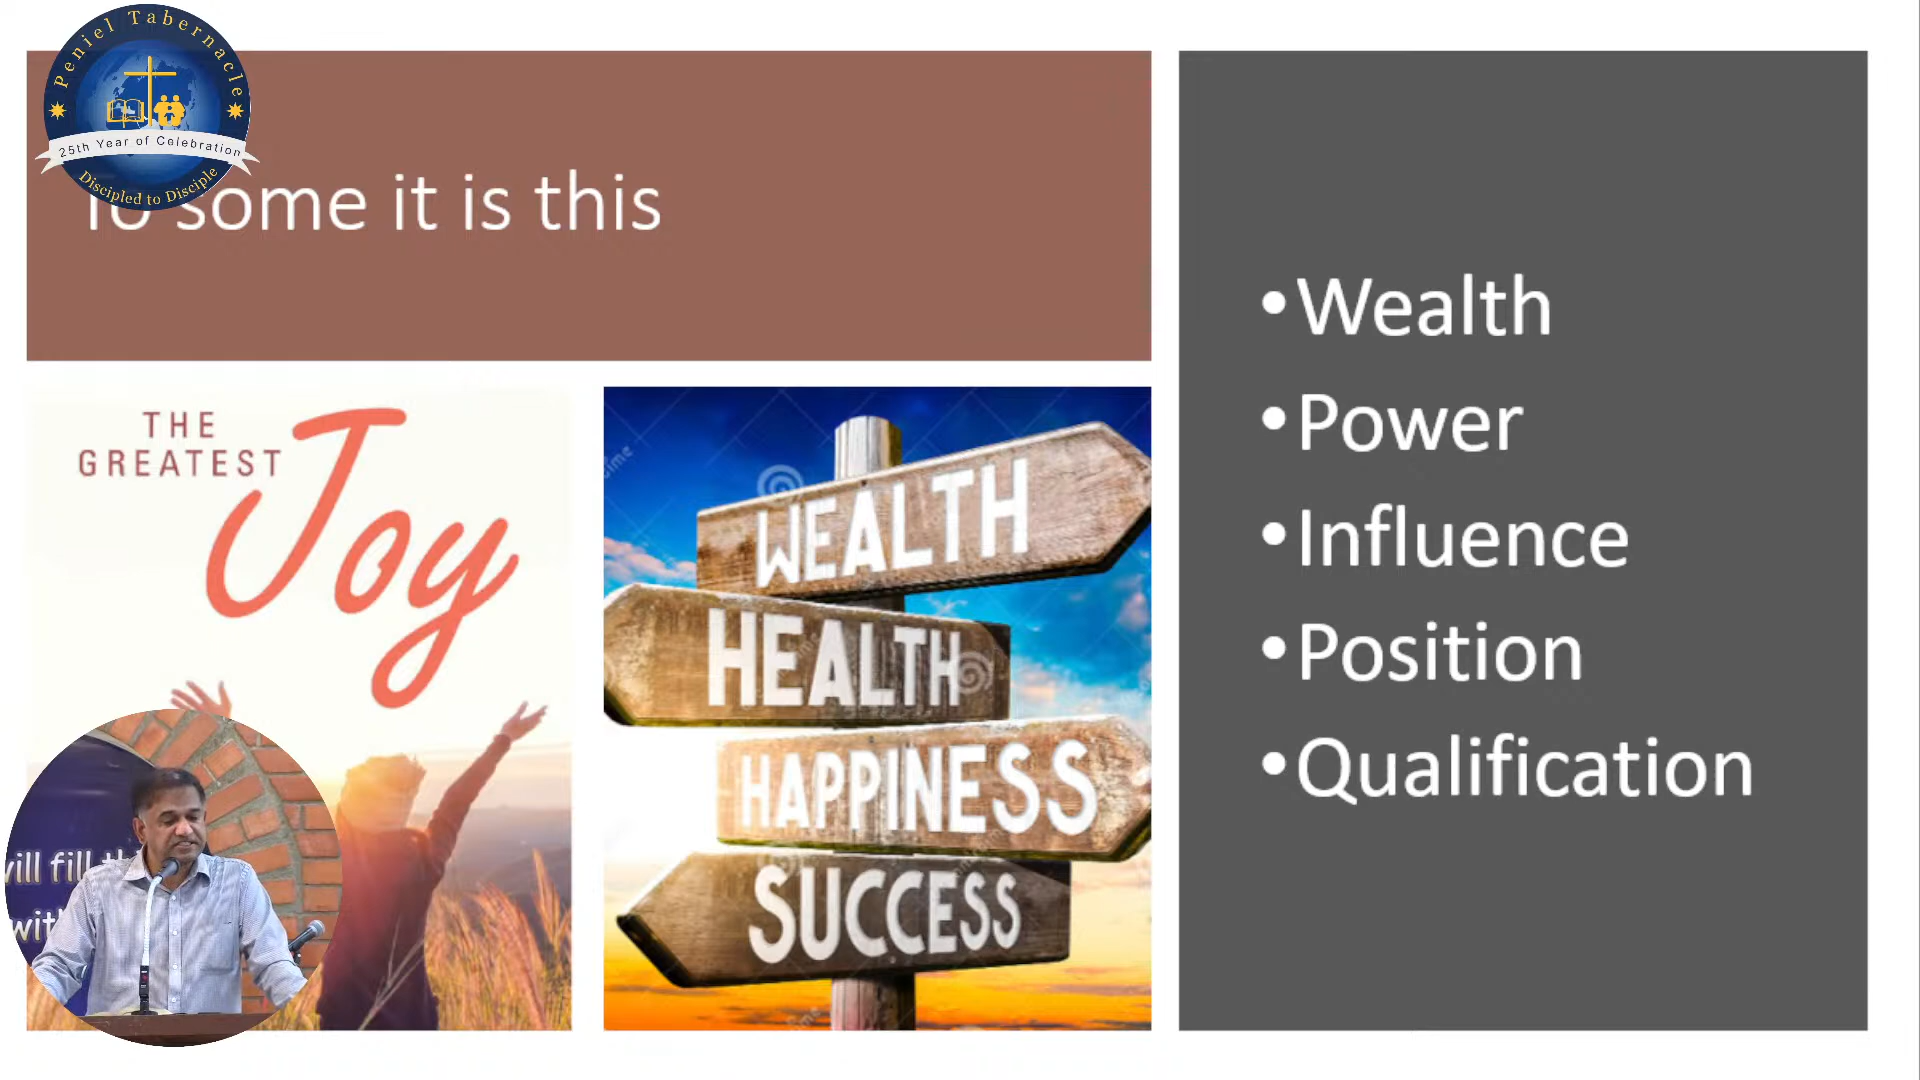 Peniel Tabernacle
25th Year of Celebration
Discipled to Disciple
To some it is this
THE
GREATEST
Joy
WEALTH
HEALTH
HAPPINESS
SUCCESS
•Wealth
•Power
•Influence
•Position
•Qualification
will fill
with